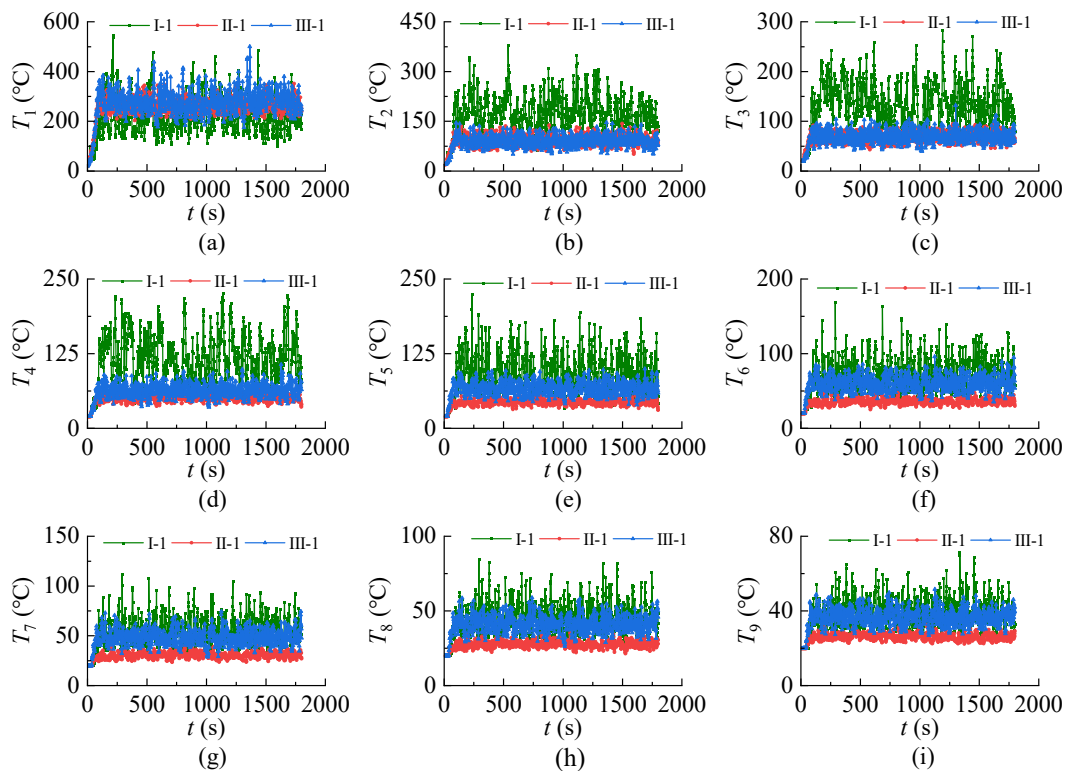 I-1 II-1 III-1
600
400
200
0
T₁ (°C)
0 500 1000 1500 2000
t (s)
(a)
I-1 II-1 III-1
450
300
150
0
T₂ (°C)
0 500 1000 1500 2000
t (s)
(b)
I-1 II-1 III-1
300
200
100
0
T₃ (°C)
0 500 1000 1500 2000
t (s)
(c)
I-1 II-1 III-1
250
125
0
T₄ (°C)
0 500 1000 1500 2000
t (s)
(d)
I-1 II-1 III-1
250
125
0
T₅ (°C)
0 500 1000 1500 2000
t (s)
(e)
I-1 II-1 III-1
200
100
0
T₆ (°C)
0 500 1000 1500 2000
t (s)
(f)
I-1 II-1 III-1
150
100
50
0
T₇ (°C)
0 500 1000 1500 2000
t (s)
(g)
I-1 II-1 III-1
100
50
0
T₈ (°C)
0 500 1000 1500 2000
t (s)
(h)
I-1 II-1 III-1
80
40
0
T₉ (°C)
0 500 1000 1500 2000
t (s)
(i)